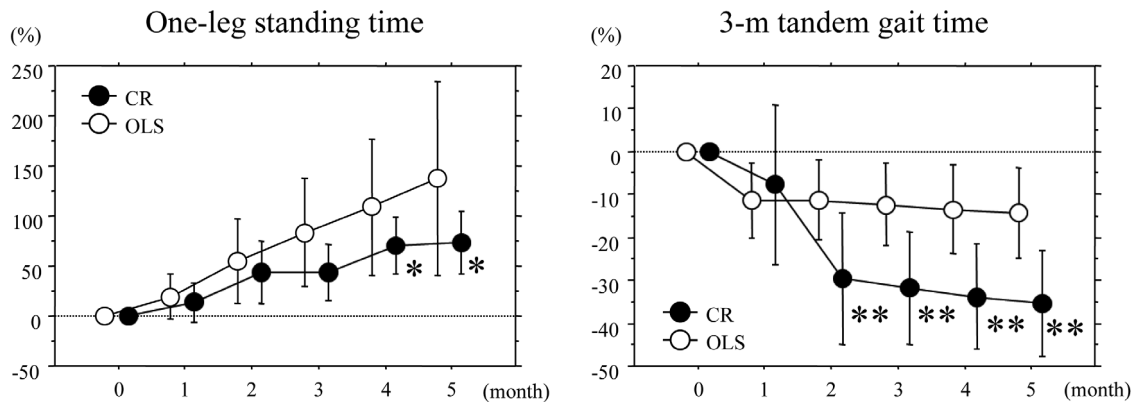 One-leg standing time
(%)
250
200
150
100
50
0
-50
CR
OLS
*
*
0 1 2 3 4 5 (month)
3-m tandem gait time
(%)
20
10
0
-10
-20
-30
-40
-50
**
**
**
**
CR
OLS
0 1 2 3 4 5 (month)